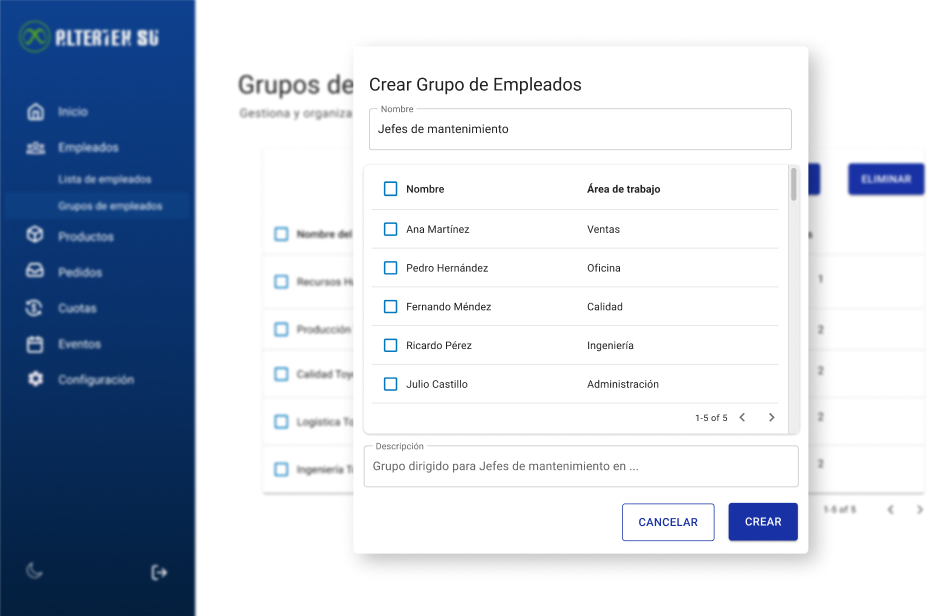 Inicio
Empleados
Lista de empleados
Grupos de empleados
Productos
Pedidos
Cuotas
Eventos
Configuración
Grupos de
Gestiona y organiza
ELIMINAR
Nombre del
Recursos
Producción
Calidad
Logística
Ingeniería
1
2
2
2
2
1-5 of 5
Crear Grupo de Empleados
Nombre
Jefes de mantenimiento
Nombre Área de trabajo
Ana Martínez Ventas
Pedro Hernández Oficina
Fernando Méndez Calidad
Ricardo Pérez Ingeniería
Julio Castillo Administración
1-5 of 5
Descripción
Grupo dirigido para Jefes de mantenimiento en ...
CANCELAR CREAR